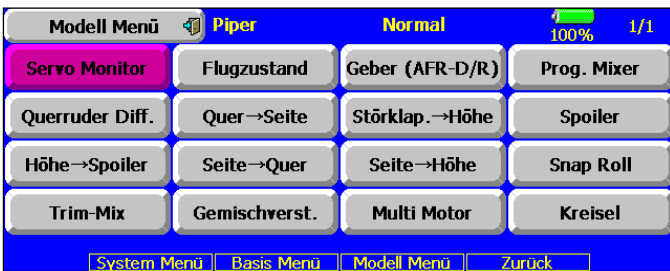 Modell Menü Piper Normal 100% 1/1
Servo Monitor Flugzustand Geber (AFR-D/R) Prog. Mixer
Querruder Diff. Quer→Seite Störklap.→Höhe Spoiler
Höhe→Spoiler Seite→Quer Seite→Höhe Snap Roll
Trim-Mix Gemischverst. Multi Motor Kreisel
System Menü Basis Menü Modell Menü Zurück